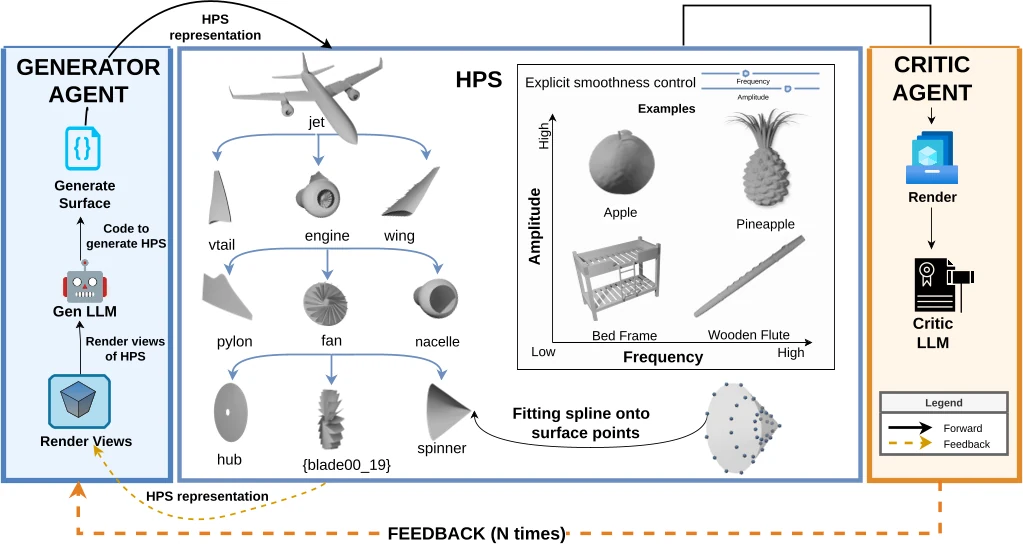 HPS
representation
GENERATOR
AGENT
{}
Generate
Surface
Code to
generate HPS
Gen LLM
Render views
of HPS
Render Views
jet
vtail
engine
wing
pylon
fan
nacelle
hub
{blade00_19}
spinner
HPS
Explicit smoothness control
Frequency
Amplitude
Examples
High
Amplitude
Apple
Pineapple
Bed Frame
Wooden Flute
Low
Frequency
High
Fitting spline onto
surface points
CRITIC
AGENT
Render
Critic
LLM
Legend
Forward
Feedback
HPS representation
FEEDBACK (N times)